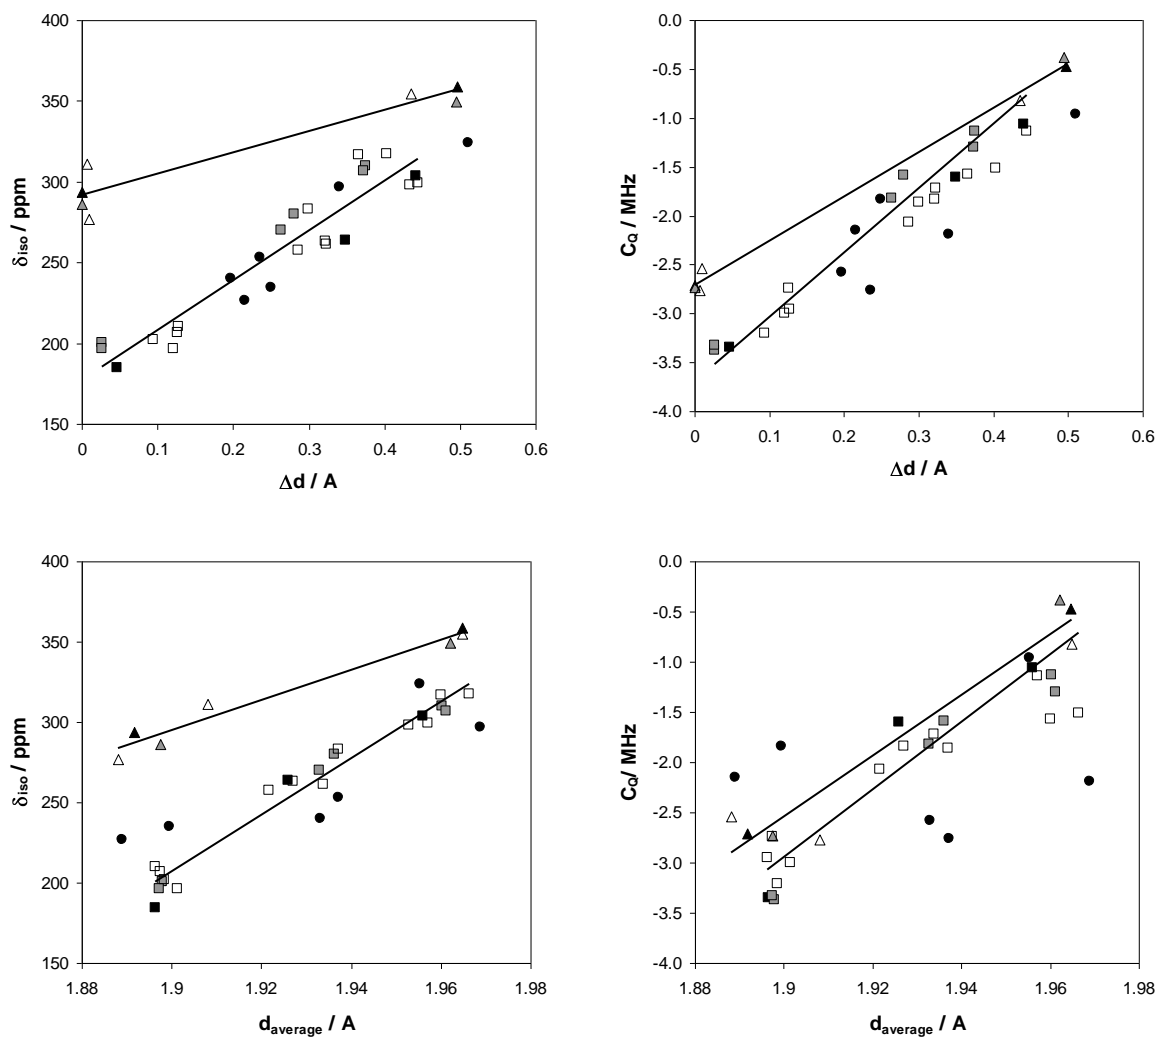 400
350
300
250
200
150
δiso / ppm
0 0.1 0.2 0.3 0.4 0.5 0.6
Δd / A
0.0
-0.5
-1.0
-1.5
-2.0
-2.5
-3.0
-3.5
-4.0
CQ / MHz
0 0.1 0.2 0.3 0.4 0.5 0.6
Δd / A
400
350
300
250
200
150
δiso / ppm
1.88 1.9 1.92 1.94 1.96 1.98
daverage / A
0.0
-0.5
-1.0
-1.5
-2.0
-2.5
-3.0
-3.5
-4.0
CQ/ MHz
1.88 1.9 1.92 1.94 1.96 1.98
daverage / A